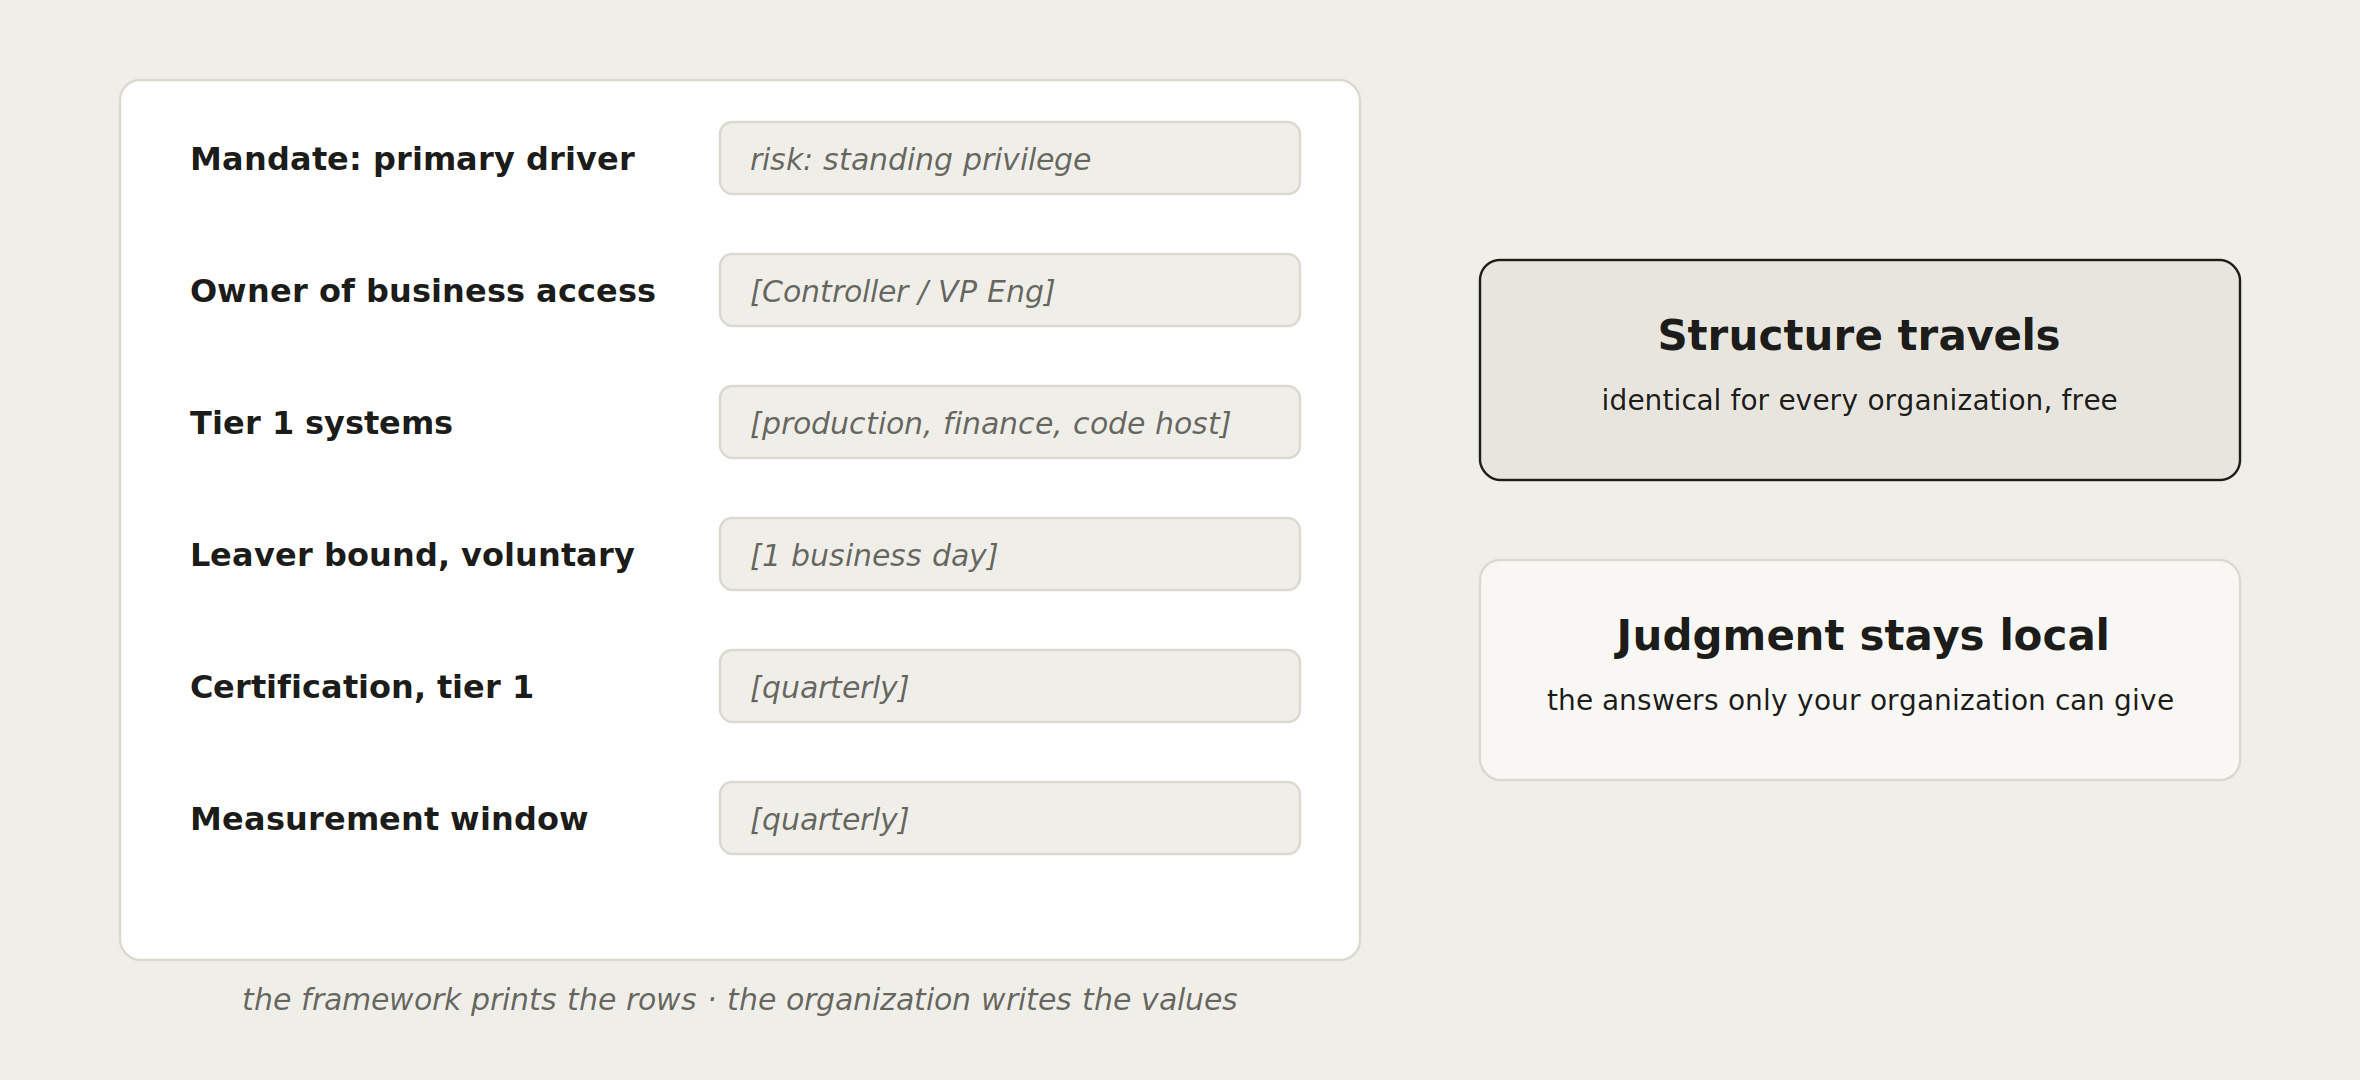 Mandate: primary driver
risk: standing privilege
Owner of business access
[Controller / VP Eng]
Tier 1 systems
[production, finance, code host]
Leaver bound, voluntary
[1 business day]
Certification, tier 1
[quarterly]
Measurement window
[quarterly]
the framework prints the rows · the organization writes the values
Structure travels
identical for every organization, free
Judgment stays local
the answers only your organization can give